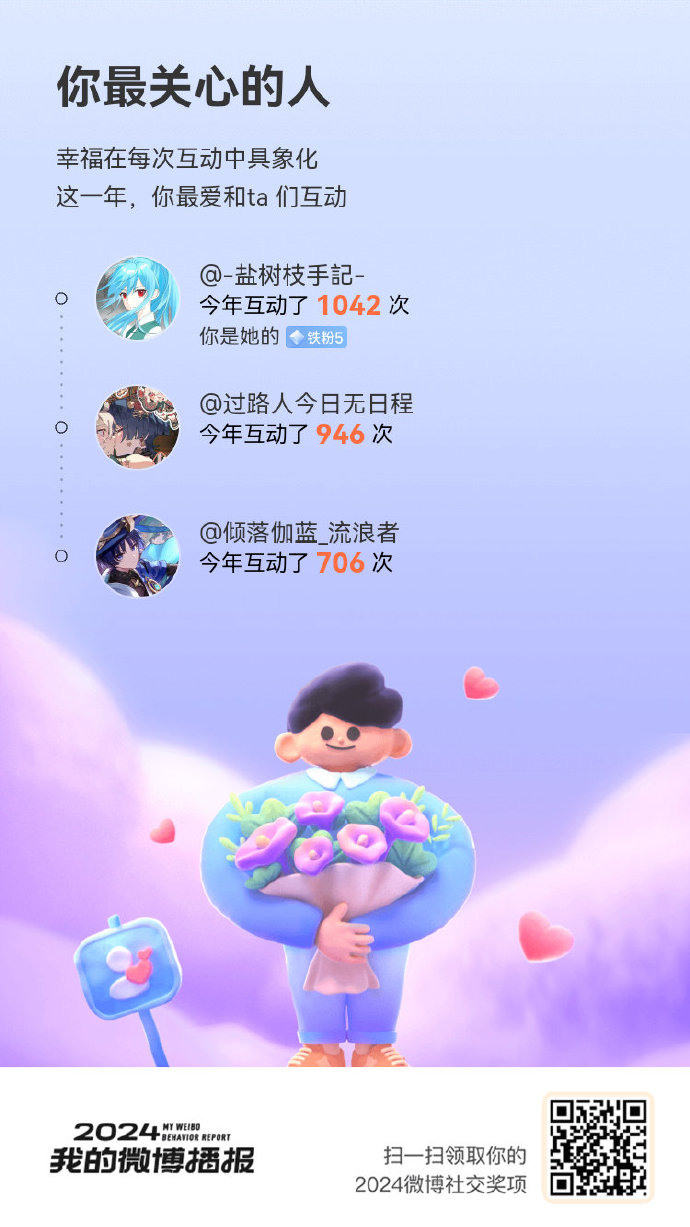 你最关心的人
幸福在每次互动中具象化
这一年，你最爱和ta 们互动
@-盐树枝手記-
今年互动了 1042 次
你是她的 铁粉5
@过路人今日无日程
今年互动了 946 次
@倾落伽蓝_流浪者
今年互动了 706 次
2024 MY WEIBO
BEHAVIOR REPORT
我的微博播报
扫一扫领取你的
2024微博社交奖项